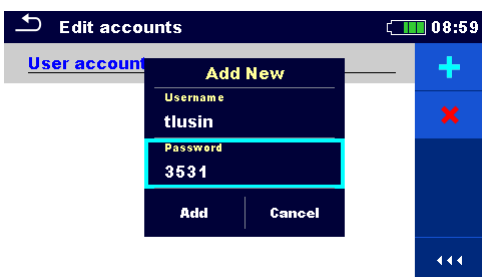 Edit accounts
08:59
User account
Add New
Username
tlusin
Password
3531
Add
Cancel